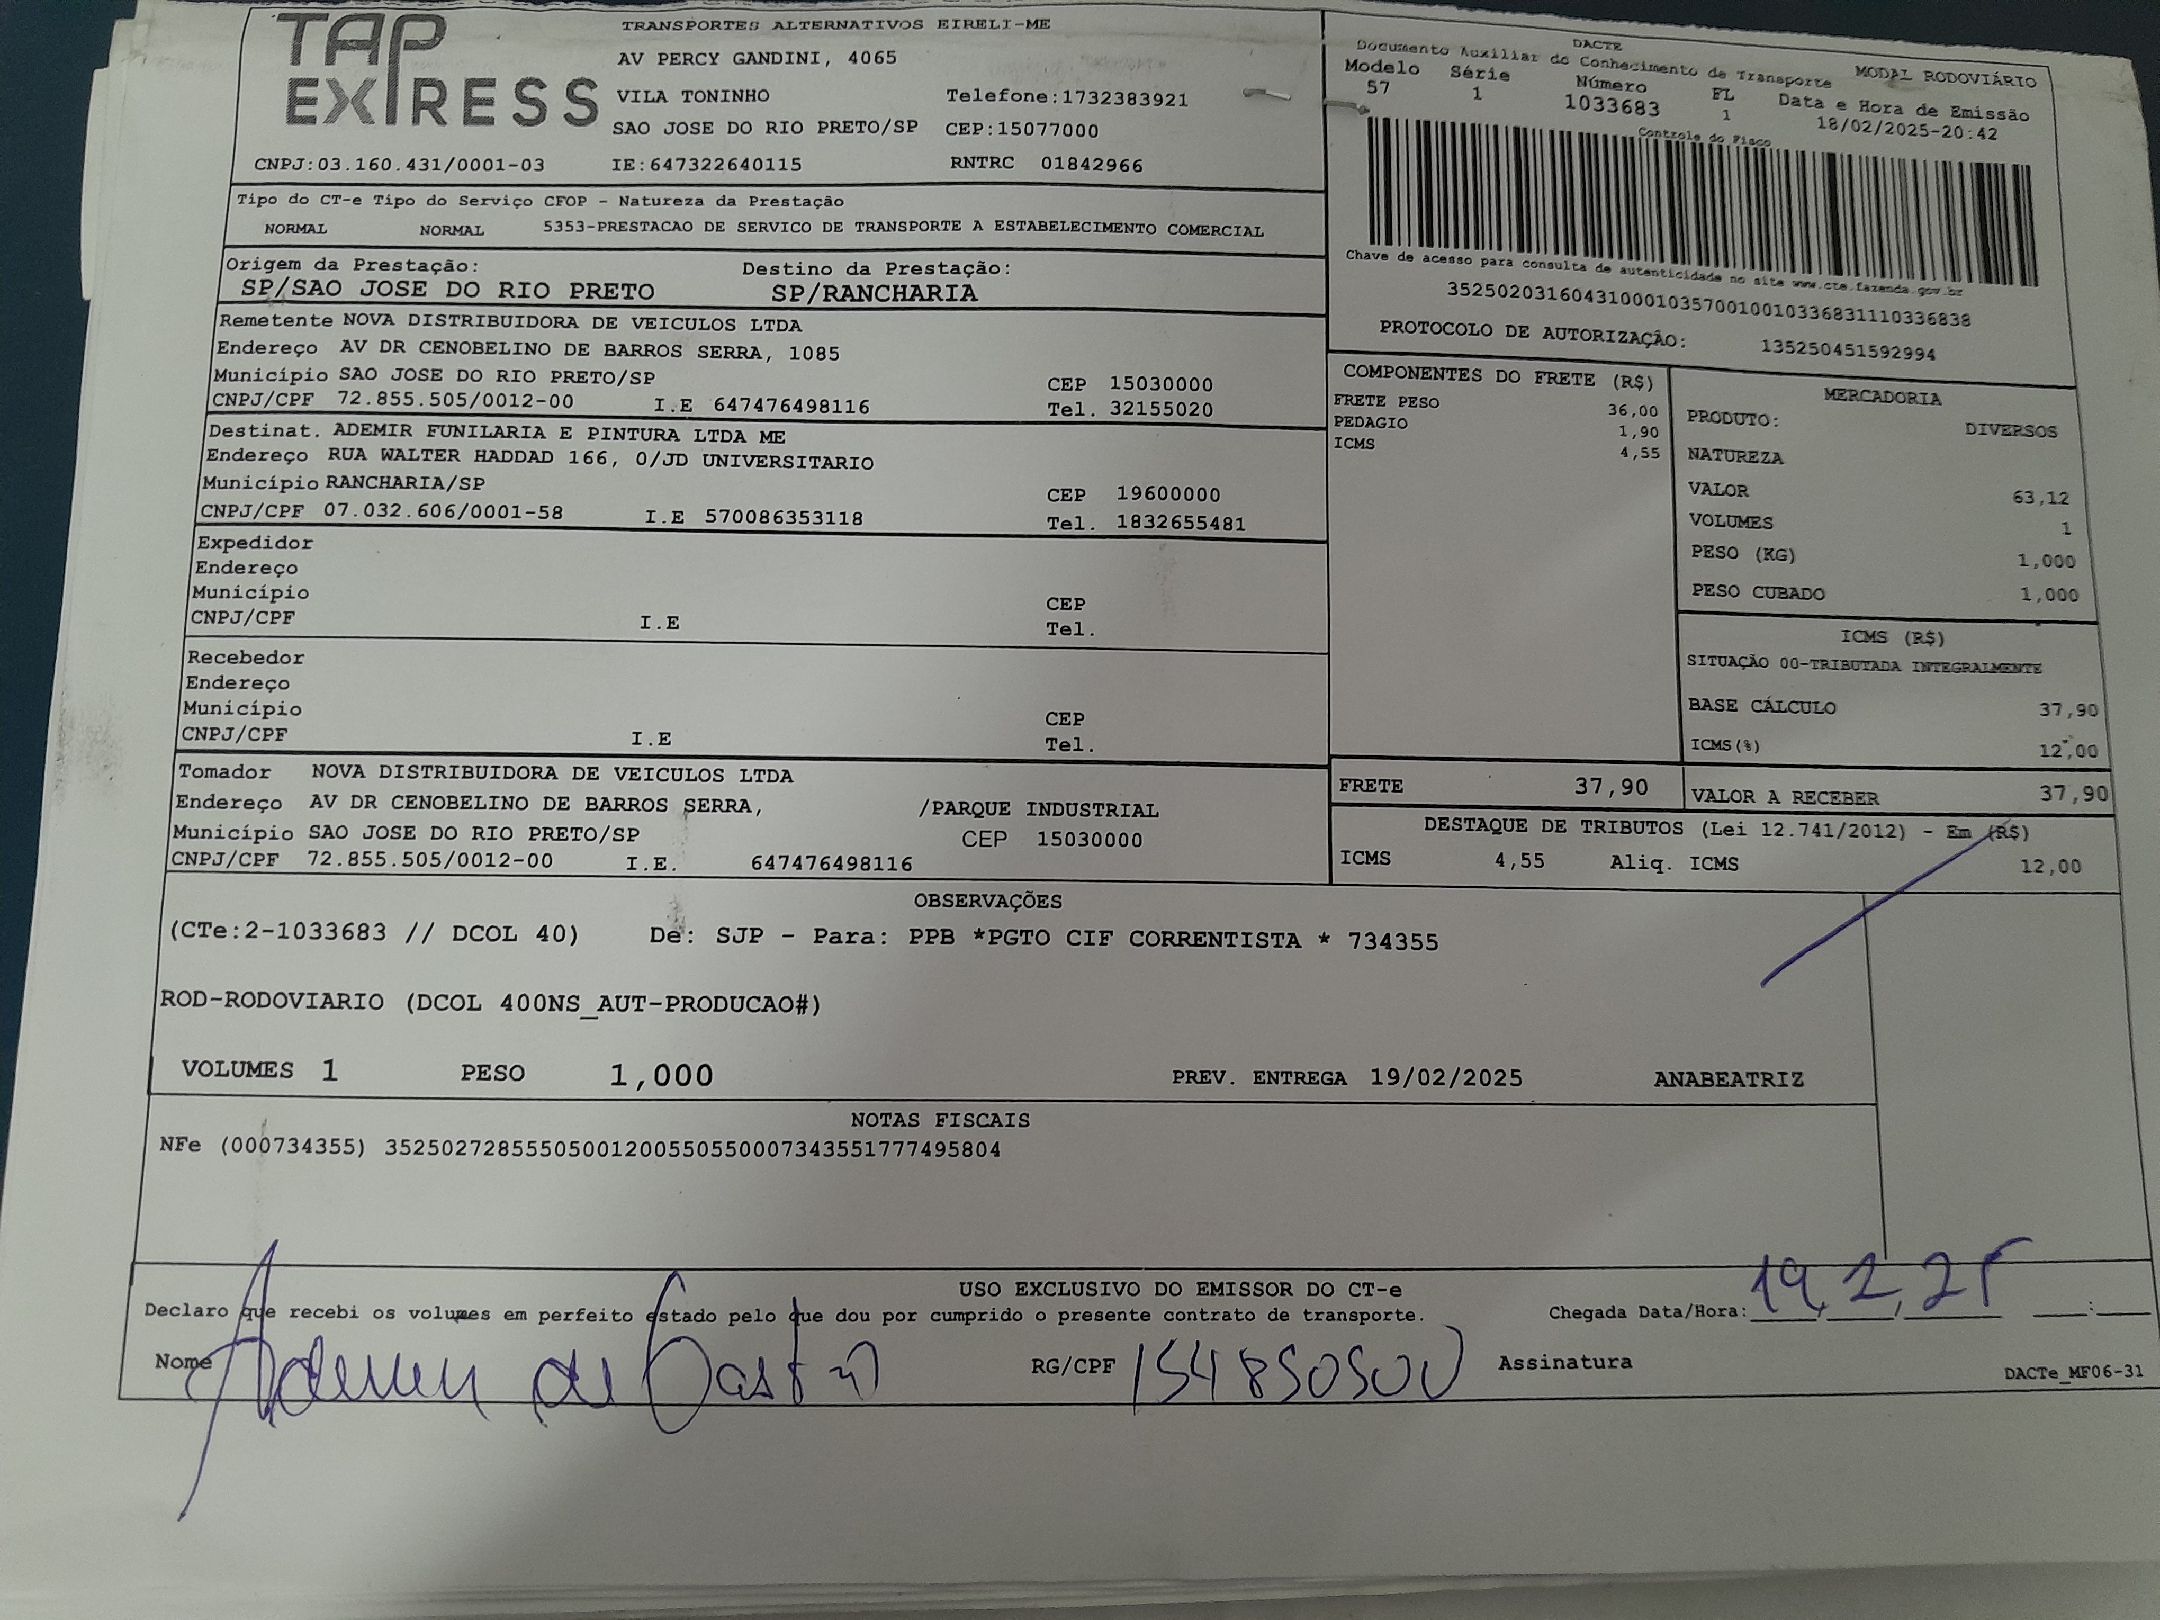 TAP EXPRESS
TRANSPORTES ALTERNATIVOS EIRELI-ME
AV PERCY GANDINI, 4065
VILA TONINHO Telefone:1732383921
SAO JOSE DO RIO PRETO/SP CEP:15077000
CNPJ:03.160.431/0001-03 IE:647322640115 RNTRC 01842966
DACTE
Documento Auxiliar do Conhecimento de Transporte MODAL RODOVIÁRIO
Modelo Série Número FL Data e Hora de Emissão
57 1 1033683 1 18/02/2025-20:42
Controle do Fisco
Chave de acesso para consulta de autenticidade no site www.cte.fazenda.gov.br
35250203160431000103570010010336831110336838
PROTOCOLO DE AUTORIZAÇÃO: 135250451592994
Tipo do CT-e Tipo do Serviço CFOP - Natureza da Prestação
NORMAL NORMAL 5353-PRESTACAO DE SERVICO DE TRANSPORTE A ESTABELECIMENTO COMERCIAL
Origem da Prestação: Destino da Prestação:
SP/SAO JOSE DO RIO PRETO SP/RANCHARIA
Remetente NOVA DISTRIBUIDORA DE VEICULOS LTDA
Endereço AV DR CENOBELINO DE BARROS SERRA, 1085
Município SAO JOSE DO RIO PRETO/SP CEP 15030000
CNPJ/CPF 72.855.505/0012-00 I.E 647476498116 Tel. 32155020
Destinat. ADEMIR FUNILARIA E PINTURA LTDA ME
Endereço RUA WALTER HADDAD 166, 0/JD UNIVERSITARIO
Município RANCHARIA/SP CEP 19600000
CNPJ/CPF 07.032.606/0001-58 I.E 570086353118 Tel. 1832655481
Expedidor
Endereço
Município CEP
CNPJ/CPF I.E Tel.
Recebedor
Endereço
Município CEP
CNPJ/CPF I.E Tel.
Tomador NOVA DISTRIBUIDORA DE VEICULOS LTDA
Endereço AV DR CENOBELINO DE BARROS SERRA, /PARQUE INDUSTRIAL
Município SAO JOSE DO RIO PRETO/SP CEP 15030000
CNPJ/CPF 72.855.505/0012-00 I.E. 647476498116
COMPONENTES DO FRETE (R$)
FRETE PESO 36,00
PEDAGIO 1,90
ICMS 4,55
MERCADORIA
PRODUTO: DIVERSOS
NATUREZA
VALOR 63,12
VOLUMES 1
PESO (KG) 1,000
PESO CUBADO 1,000
ICMS (R$)
SITUAÇÃO 00-TRIBUTADA INTEGRALMENTE
BASE CÁLCULO 37,90
ICMS(%) 12,00
FRETE 37,90 VALOR A RECEBER 37,90
DESTAQUE DE TRIBUTOS (Lei 12.741/2012) - Em (R$)
ICMS 4,55 Aliq. ICMS 12,00
OBSERVAÇÕES
(CTe:2-1033683 // DCOL 40) De: SJP - Para: PPB *PGTO CIF CORRENTISTA * 734355
ROD-RODOVIARIO (DCOL 400NS_AUT-PRODUCAO#)
VOLUMES 1 PESO 1,000 PREV. ENTREGA 19/02/2025 ANABEATRIZ
NOTAS FISCAIS
NFe (000734355) 35250272855505001200550550007343551777495804
USO EXCLUSIVO DO EMISSOR DO CT-e
Declaro que recebi os volumes em perfeito estado pelo que dou por cumprido o presente contrato de transporte. Chegada Data/Hora: 19, 2, 25 __:__
Nome Ademir de Castro RG/CPF 154850500 Assinatura
DACTe_MF06-31